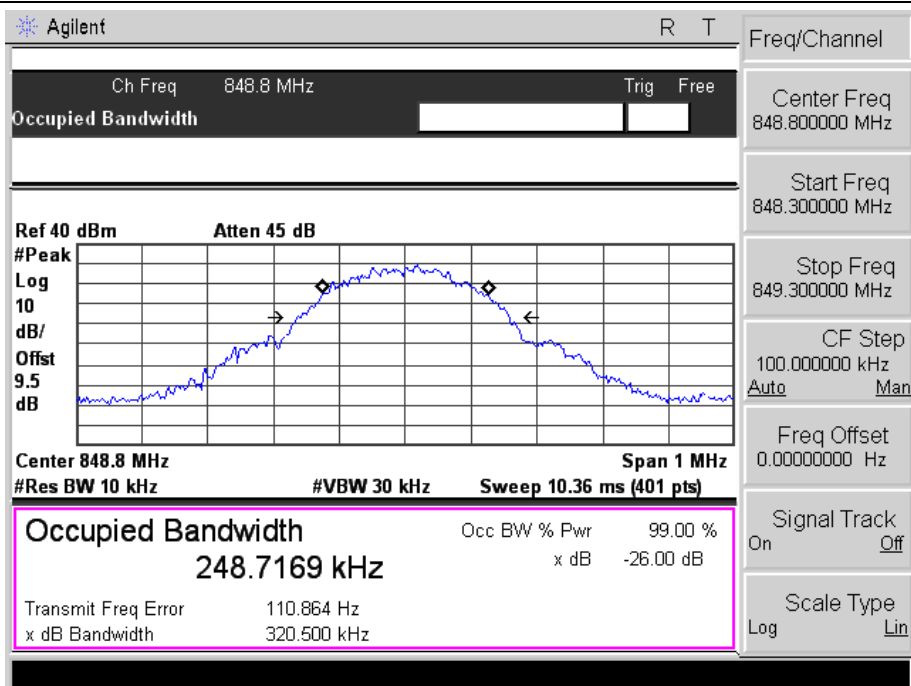 Agilent R T
Ch Freq 848.8 MHz Trig Free
Occupied Bandwidth
Ref 40 dBm Atten 45 dB
#Peak
Log
10
dB/
Offst
9.5
dB
Center 848.8 MHz Span 1 MHz
#Res BW 10 kHz #VBW 30 kHz Sweep 10.36 ms (401 pts)
Occupied Bandwidth
248.7169 kHz
Occ BW % Pwr 99.00 %
x dB -26.00 dB
Transmit Freq Error 110.864 Hz
x dB Bandwidth 320.500 kHz
Freq/Channel
Center Freq
848.800000 MHz
Start Freq
848.300000 MHz
Stop Freq
849.300000 MHz
CF Step
100.000000 kHz
Auto Man
Freq Offset
0.00000000 Hz
Signal Track
On Off
Scale Type
Log Lin